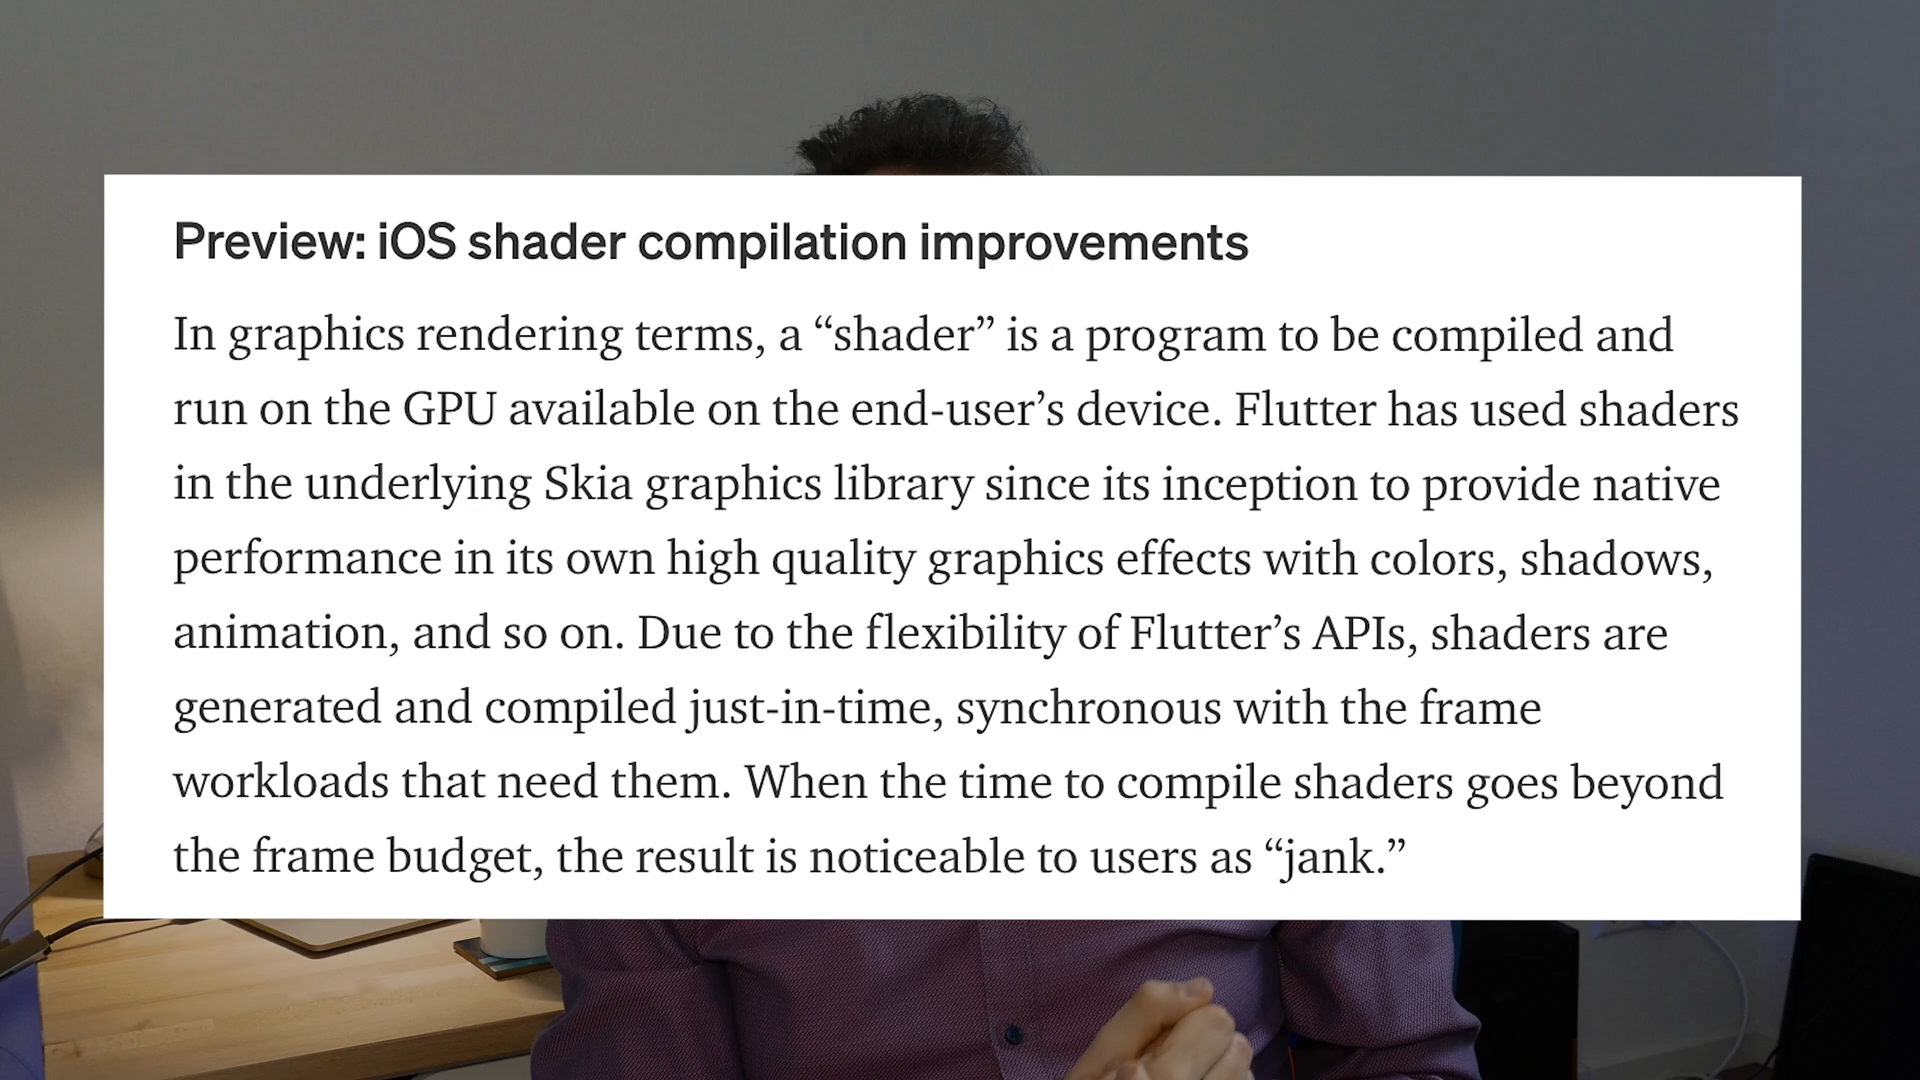 Preview: iOS shader compilation improvements
In graphics rendering terms, a “shader” is a program to be compiled and
run on the GPU available on the end-user’s device. Flutter has used shaders
in the underlying Skia graphics library since its inception to provide native
performance in its own high quality graphics effects with colors, shadows,
animation, and so on. Due to the flexibility of Flutter’s APIs, shaders are
generated and compiled just-in-time, synchronous with the frame
workloads that need them. When the time to compile shaders goes beyond
the frame budget, the result is noticeable to users as “jank.”